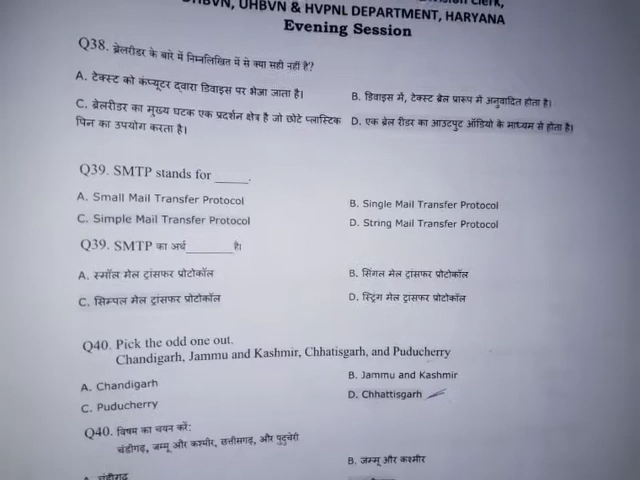 Division Clerk,
DHBVN, UHBVN & HVPNL DEPARTMENT, HARYANA
Evening Session
Q38. ब्रेलरीडर के बारे में निम्नलिखित में से क्या सही नहीं है?
A. टेक्स्ट को कंप्यूटर द्वारा डिवाइस पर भेजा जाता है।
B. डिवाइस में, टेक्स्ट ब्रेल प्रारूप में अनुवादित होता है।
C. ब्रेलरीडर का मुख्य घटक एक प्रदर्शन क्षेत्र है जो छोटे प्लास्टिक
पिन का उपयोग करता है।
D. एक ब्रेल रीडर का आउटपुट ऑडियो के माध्यम से होता है।
Q39. SMTP stands for _____.
A. Small Mail Transfer Protocol
B. Single Mail Transfer Protocol
C. Simple Mail Transfer Protocol
D. String Mail Transfer Protocol
Q39. SMTP का अर्थ_______है।
A. स्मॉल मेल ट्रांसफर प्रोटोकॉल
B. सिंगल मेल ट्रांसफर प्रोटोकॉल
C. सिम्पल मेल ट्रांसफर प्रोटोकॉल
D. स्ट्रिंग मेल ट्रांसफर प्रोटोकॉल
Q40. Pick the odd one out.
Chandigarh, Jammu and Kashmir, Chhatisgarh, and Puducherry
A. Chandigarh
B. Jammu and Kashmir
C. Puducherry
D. Chhattisgarh
Q40. विषम का चयन करें:
चंडीगढ़, जम्मू और कश्मीर, छत्तीसगढ़, और पुदुचेरी
A. चंडीगढ़
B. जम्मू और कश्मीर